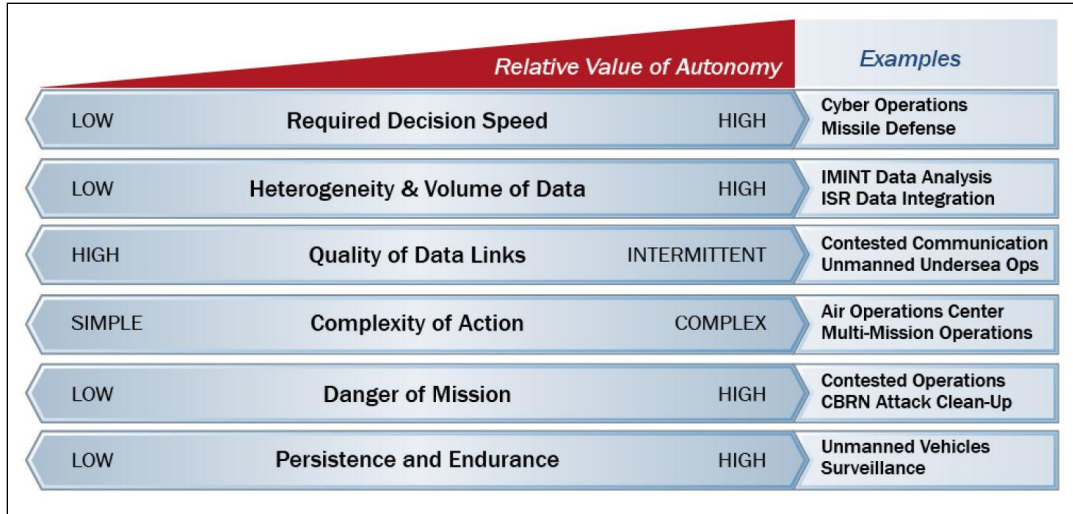 Relative Value of Autonomy
Examples
LOW Required Decision Speed HIGH
Cyber Operations
Missile Defense
LOW Heterogeneity & Volume of Data HIGH
IMINT Data Analysis
ISR Data Integration
HIGH Quality of Data Links INTERMITTENT
Contested Communication
Unmanned Undersea Ops
SIMPLE Complexity of Action COMPLEX
Air Operations Center
Multi-Mission Operations
LOW Danger of Mission HIGH
Contested Operations
CBRN Attack Clean-Up
LOW Persistence and Endurance HIGH
Unmanned Vehicles
Surveillance